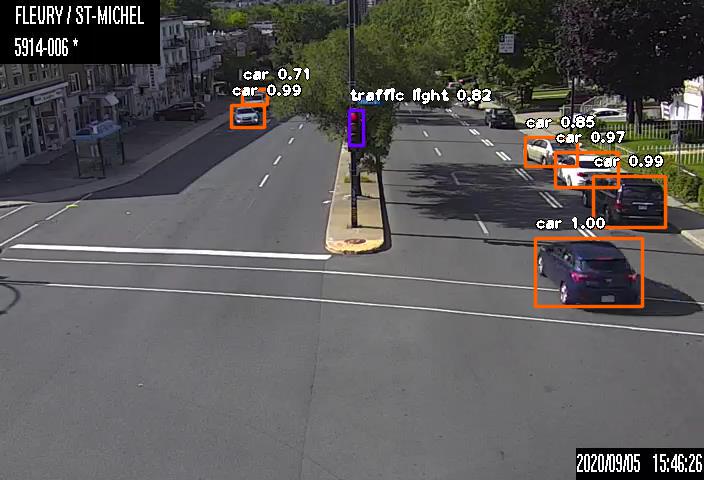 FLEURY / ST-MICHEL
5914-006 *
car 0.71
car 0.99
traffic light 0.82
car 0.85
car 0.97
car 0.99
car 1.00
2020/09/05 15:46:26